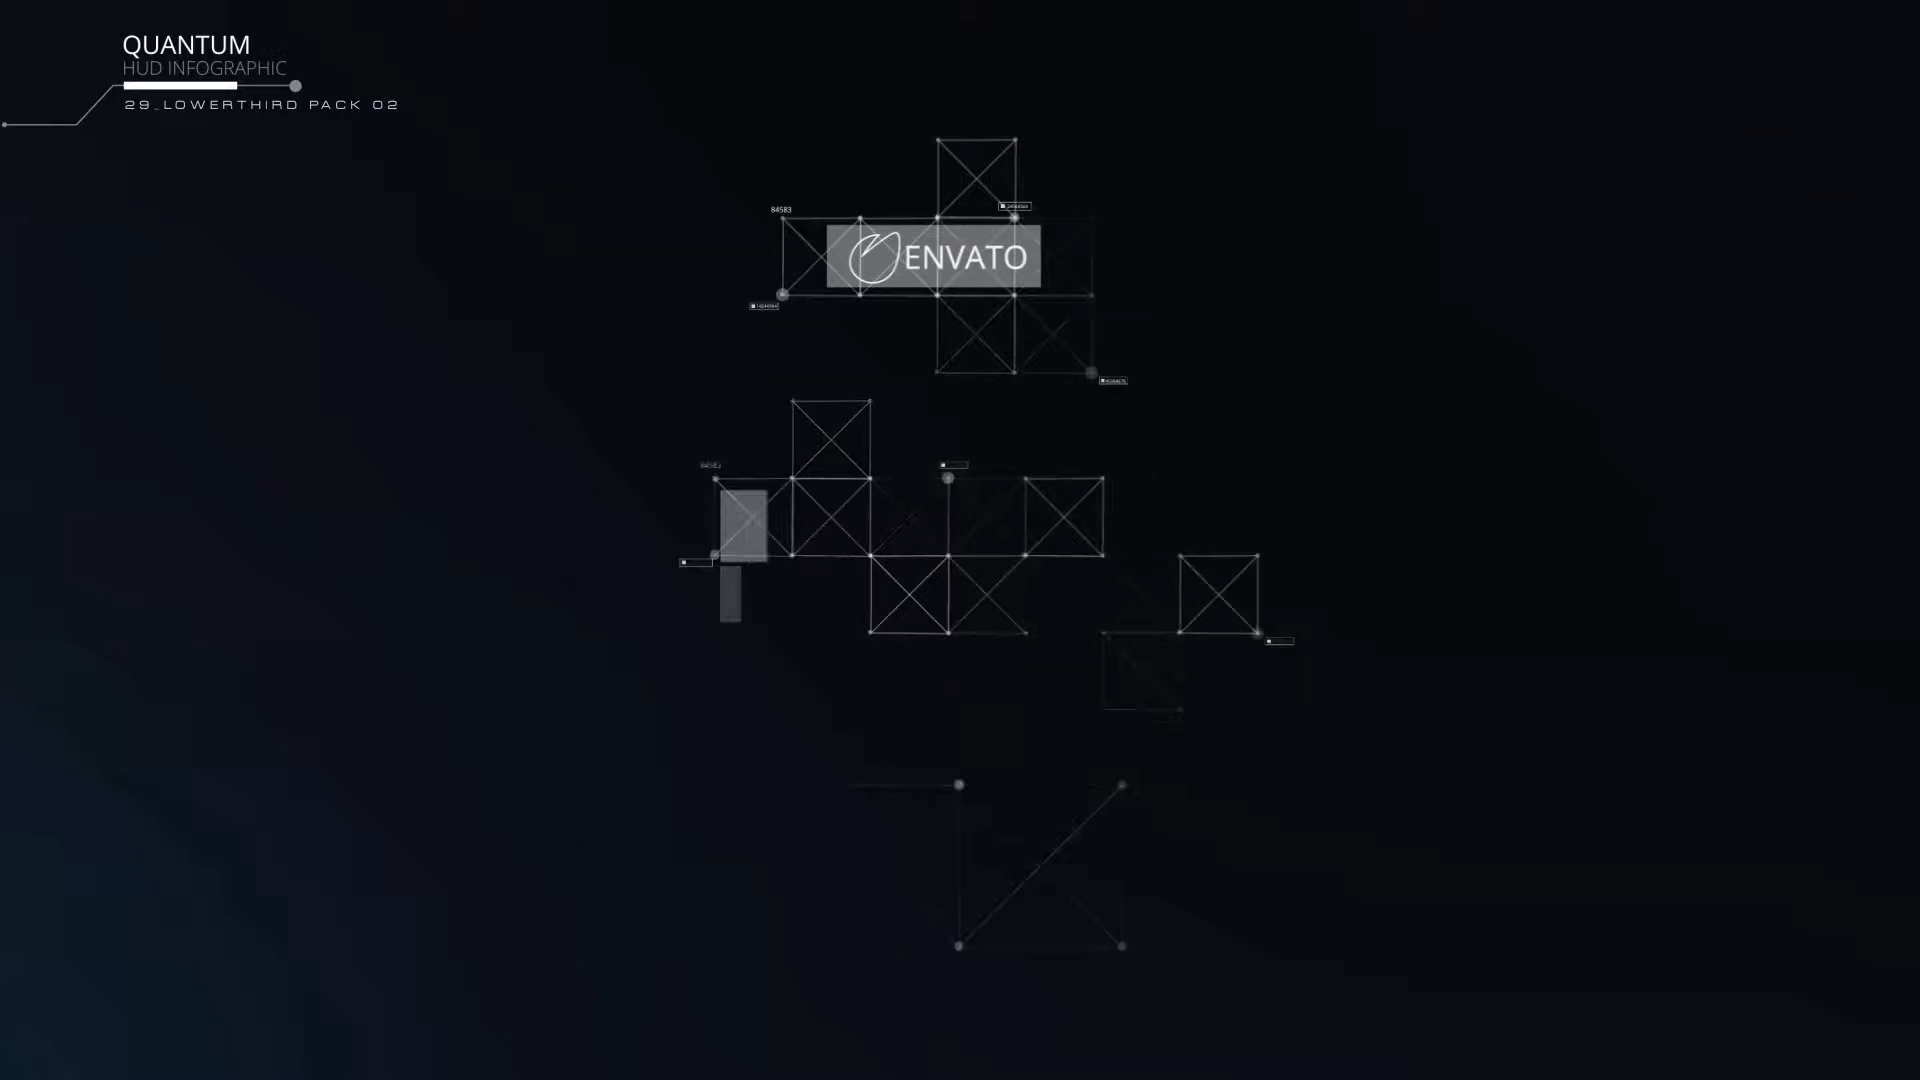 QUANTUM
HUD INFOGRAPHIC
29_LOWERTHIRD PACK 02
84583
ENVATO